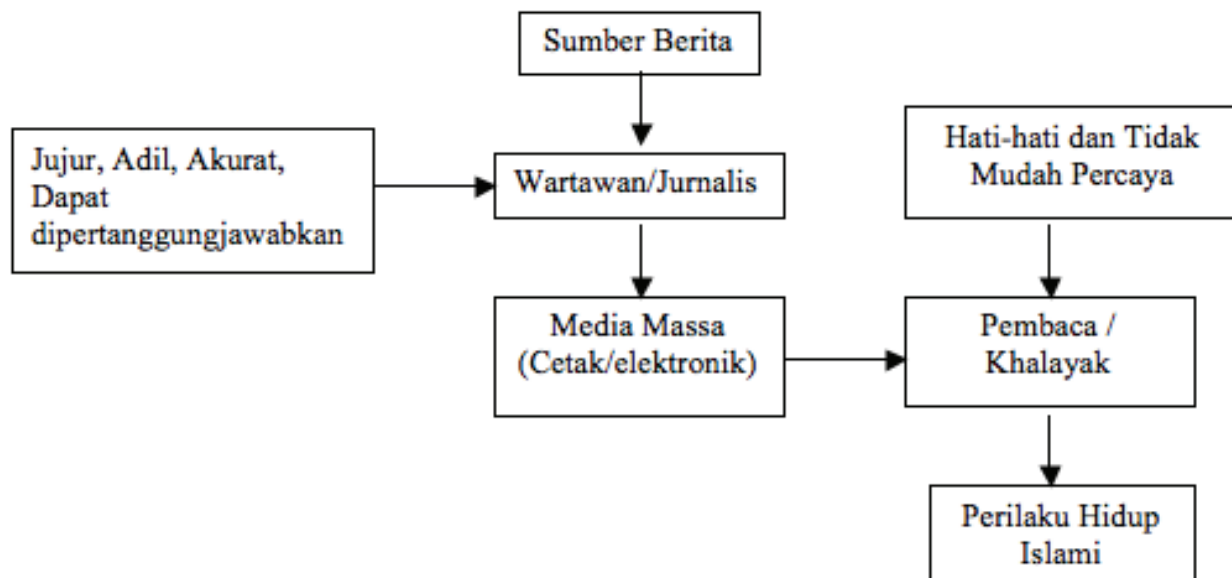 Sumber Berita
Jujur, Adil, Akurat,
Dapat
dipertanggungjawabkan
Wartawan/Jurnalis
Hati-hati dan Tidak
Mudah Percaya
Media Massa
(Cetak/elektronik)
Pembaca /
Khalayak
Perilaku Hidup
Islami